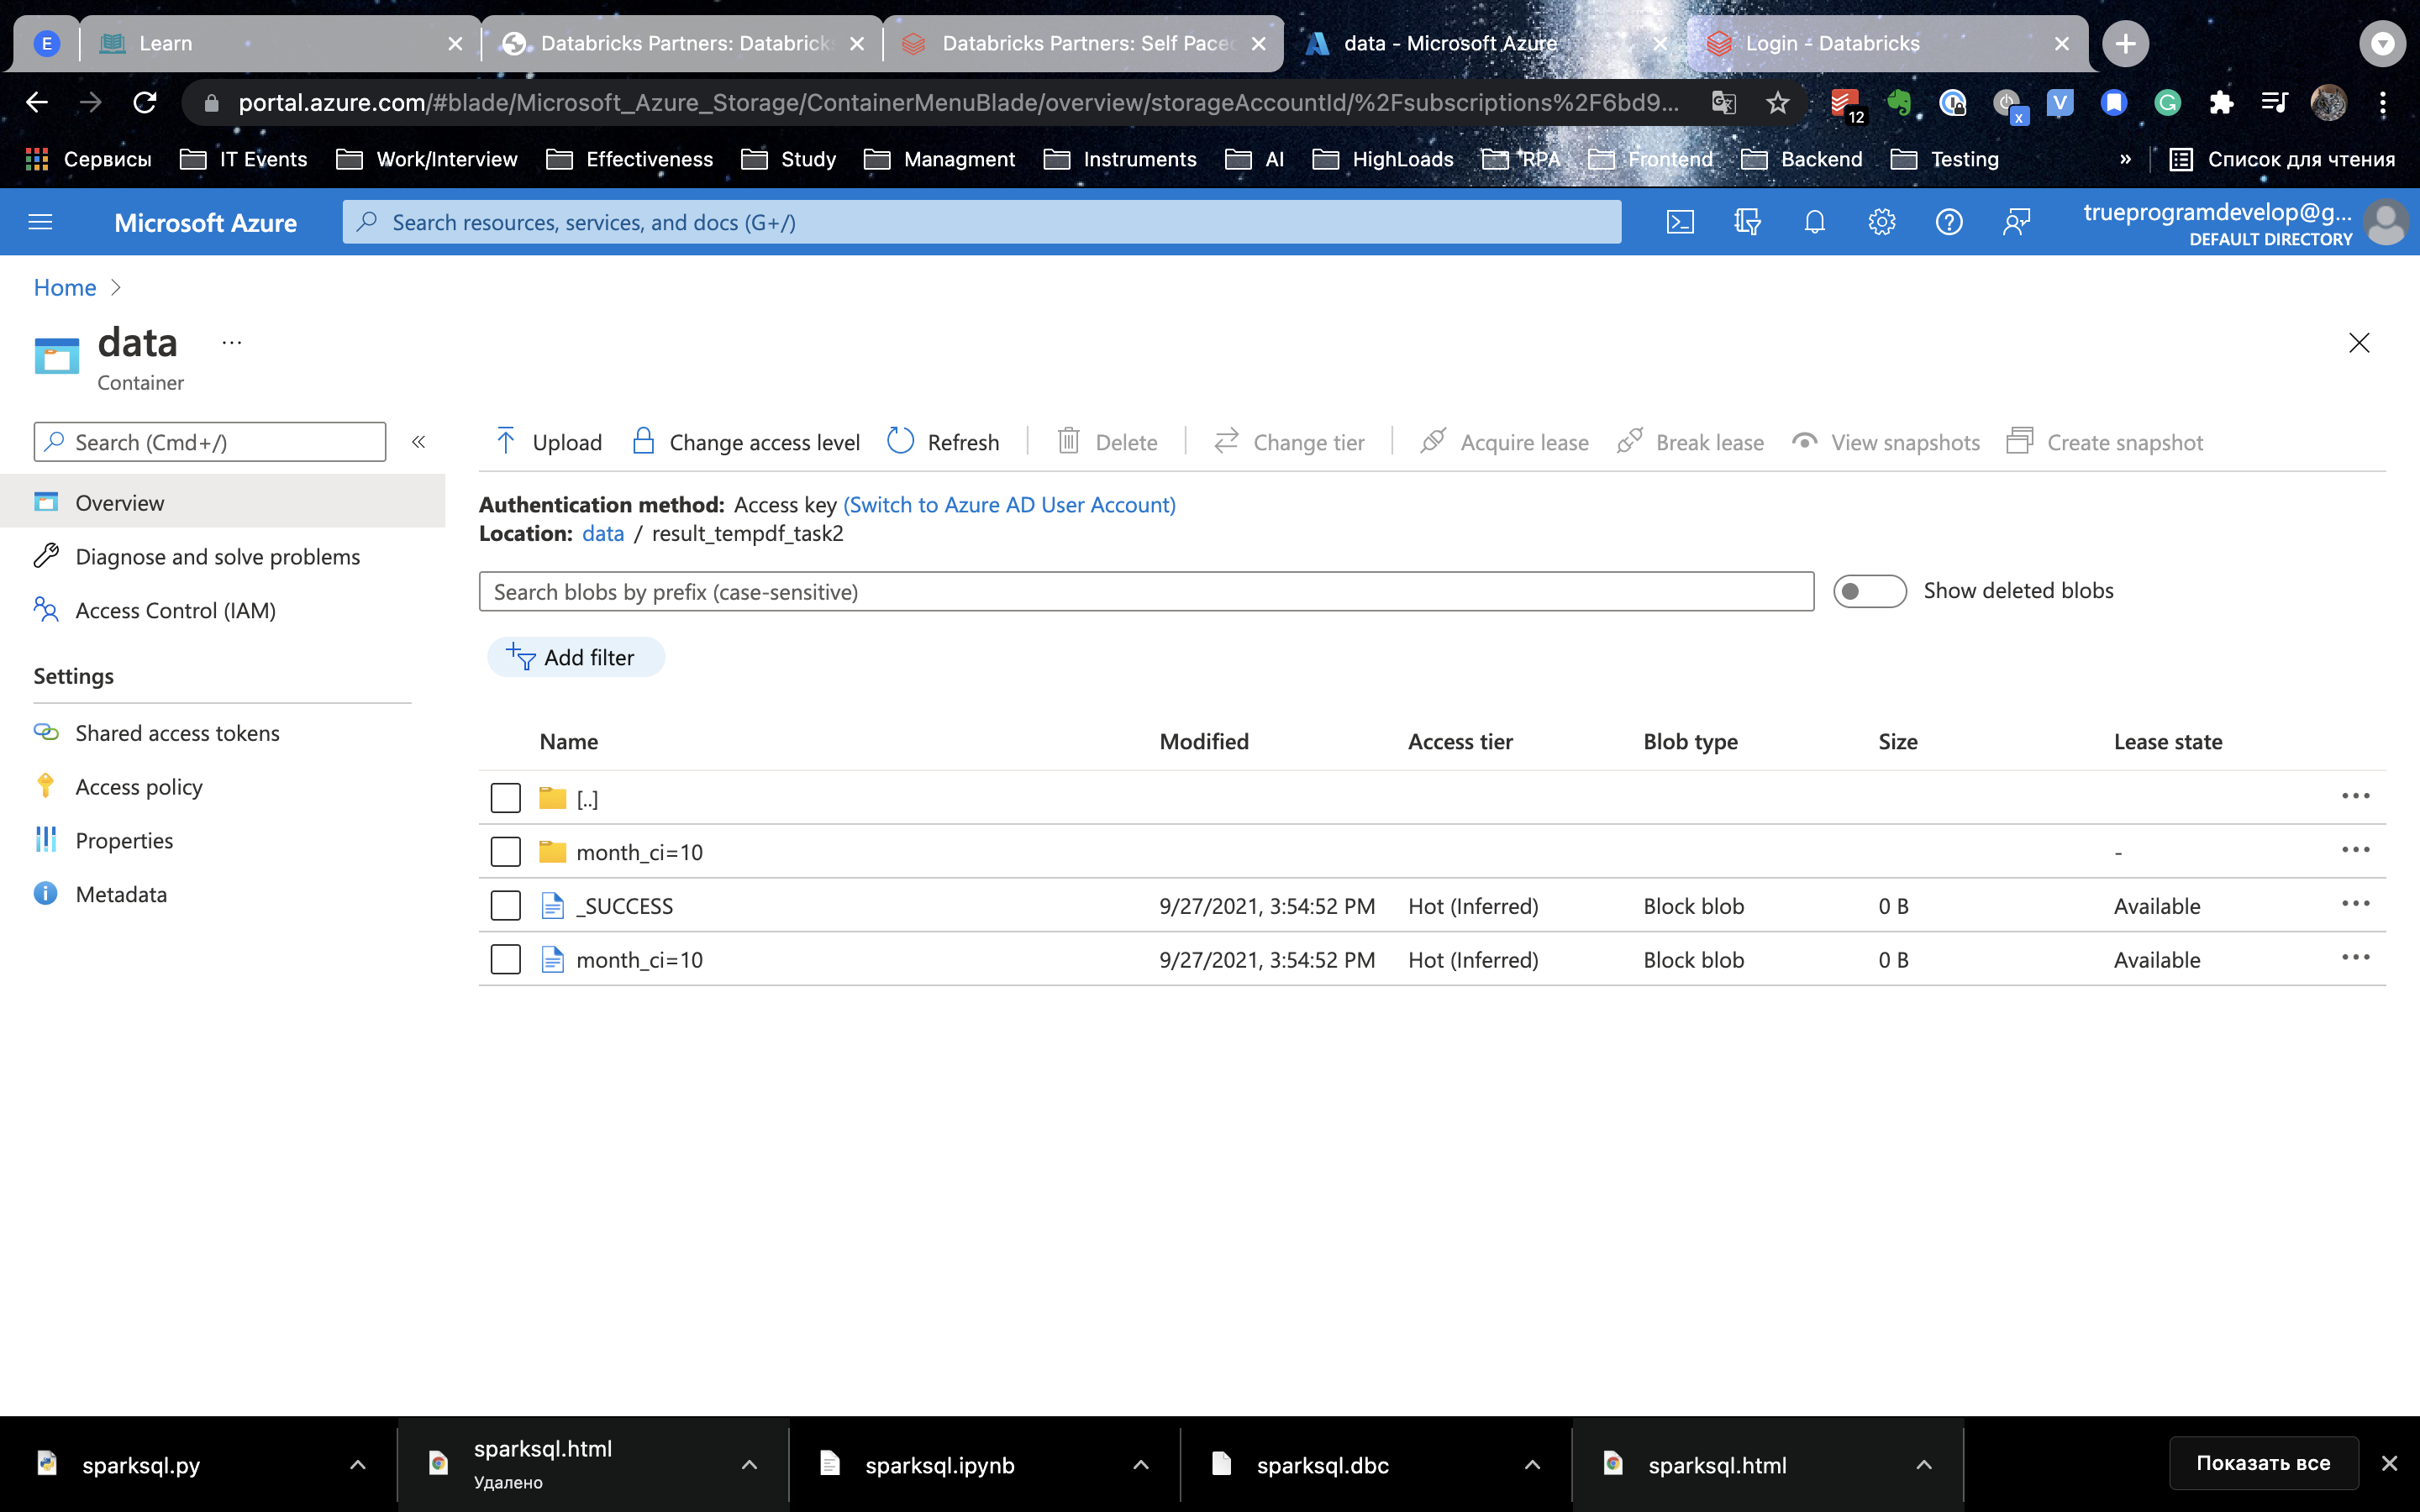 E Learn Databricks Partners: Databricks Databricks Partners: Self Paced data - Microsoft Azure Login - Databricks
portal.azure.com/#blade/Microsoft_Azure_Storage/ContainerMenuBlade/overview/storageAccountId/%2Fsubscriptions%2F6bd9... 12 x V G
Сервисы IT Events Work/Interview Effectiveness Study Managment Instruments AI HighLoads RPA Frontend Backend Testing » Список для чтения
Microsoft Azure Search resources, services, and docs (G+/) trueprogramdevelop@g...
DEFAULT DIRECTORY
Home >
data ...
Container
Search (Cmd+/) «
Upload Change access level Refresh Delete Change tier Acquire lease Break lease View snapshots Create snapshot
Overview
Diagnose and solve problems
Access Control (IAM)
Settings
Shared access tokens
Access policy
Properties
Metadata
Authentication method: Access key (Switch to Azure AD User Account)
Location: data / result_tempdf_task2
Search blobs by prefix (case-sensitive) Show deleted blobs
Add filter
Name Modified Access tier Blob type Size Lease state
[..] ...
month_ci=10 - ...
_SUCCESS 9/27/2021, 3:54:52 PM Hot (Inferred) Block blob 0 B Available ...
month_ci=10 9/27/2021, 3:54:52 PM Hot (Inferred) Block blob 0 B Available ...
sparksql.py sparksql.html sparksql.ipynb sparksql.dbc sparksql.html Показать все
Удалено